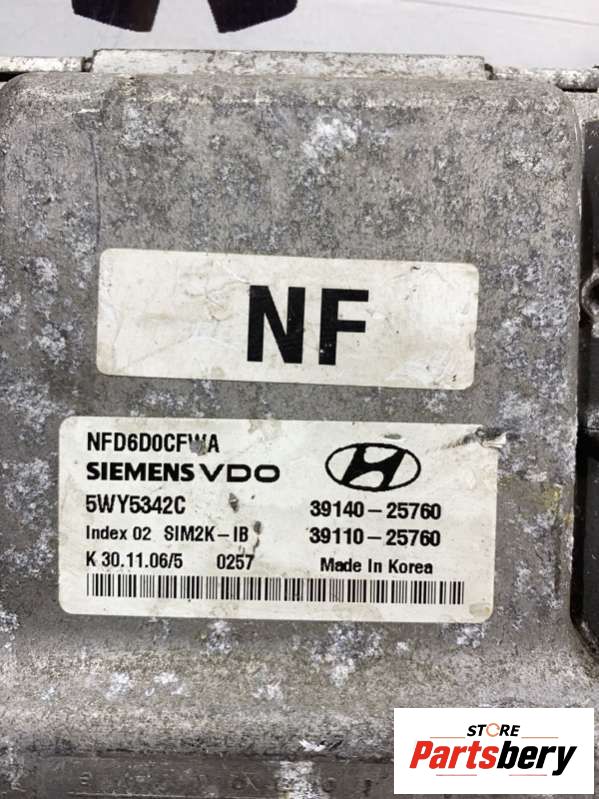 NF
NFD6D0CFWA
SIEMENS VDO
5WY5342C
39140-25760
Index 02 SIM2K-IB
39110-25760
K 30.11.06/5 0257
Made In Korea
STORE
Partsbery